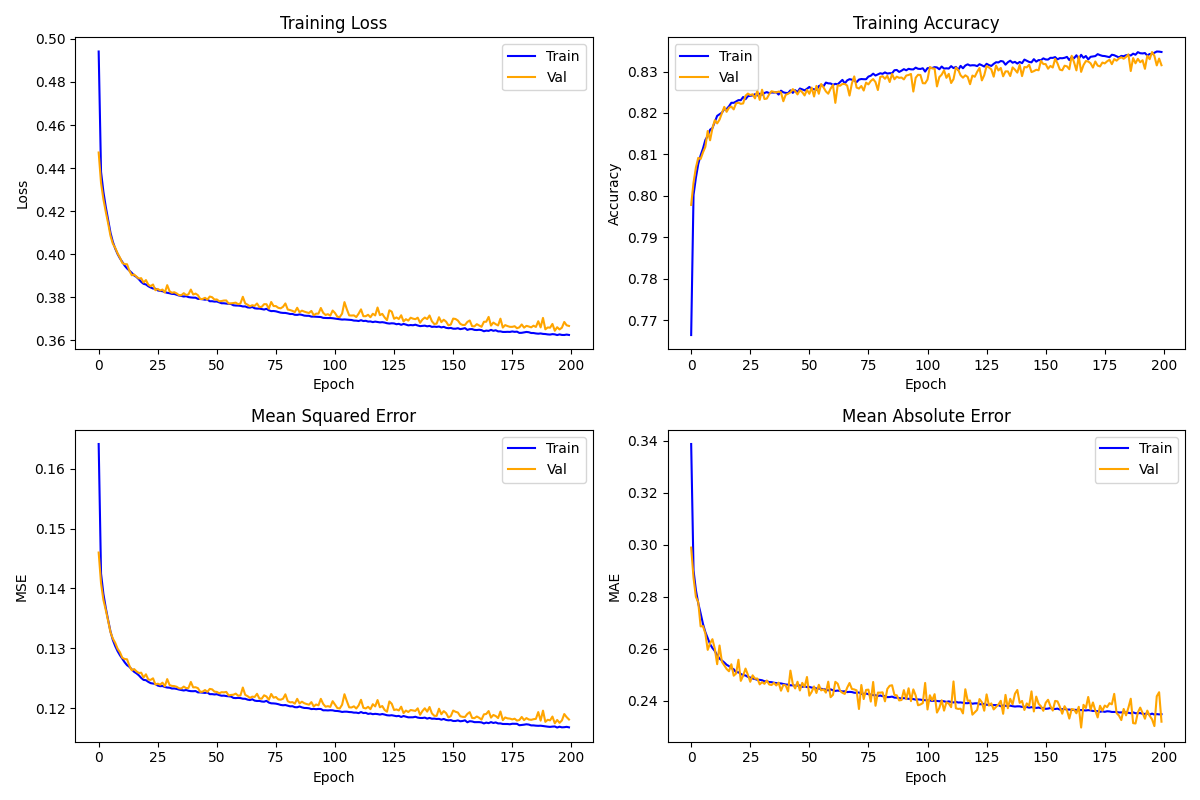 Training Loss
Loss
0.50
0.48
0.46
0.44
0.42
0.40
0.38
0.36
0 25 50 75 100 125 150 175 200
Epoch
Train
Val
Training Accuracy
Accuracy
0.83
0.82
0.81
0.80
0.79
0.78
0.77
0 25 50 75 100 125 150 175 200
Epoch
Train
Val
Mean Squared Error
MSE
0.16
0.15
0.14
0.13
0.12
0 25 50 75 100 125 150 175 200
Epoch
Train
Val
Mean Absolute Error
MAE
0.34
0.32
0.30
0.28
0.26
0.24
0 25 50 75 100 125 150 175 200
Epoch
Train
Val